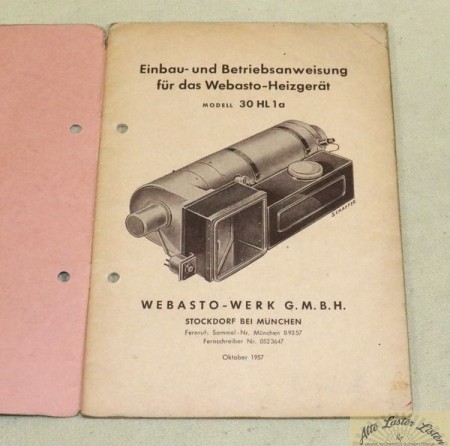 Einbau- und Betriebsanweisung
für das Webasto-Heizgerät
MODELL 30 HL 1a
SCHAFFER
WEBASTO-WERK G.M.B.H.
STOCKDORF BEI MÜNCHEN
Fernruf: Sammel-Nr. München 89357
Fernschreiber Nr. 0523647
Oktober 1957
Alte Laster Listen